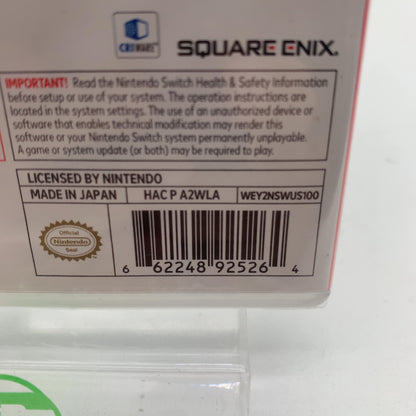 CRIWARE SQUARE ENIX.
IMPORTANT! Read the Nintendo Switch Health & Safety Information
before setup or use of your system. The operation instructions are
located in the system settings. The use of an unauthorized device or
software that enables technical modification may render this
or your Nintendo Switch system permanently unplayable.
A game or system update (or both) may be required to play.
LICENSED BY NINTENDO
MADE IN JAPAN HAC P A2WLA WEY2NSWUS100
Official
Nintendo
Seal
6 62248 92526 4